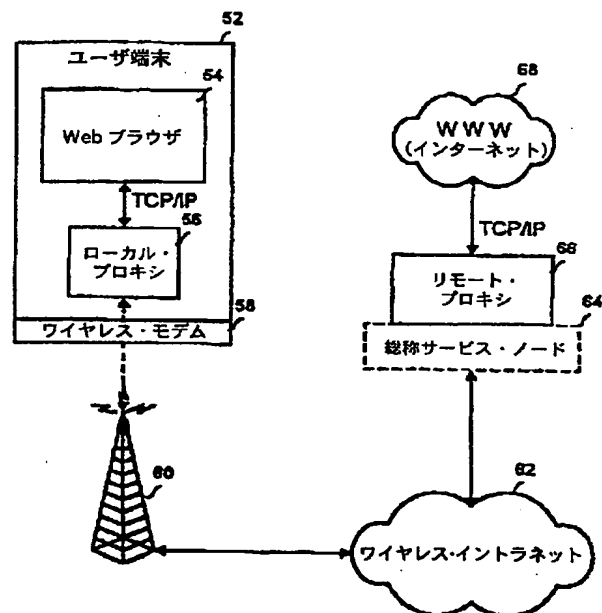 52
ユーザ端末
54
Web ブラウザ
TCP/IP
56
ローカル・
プロキシ
58
ワイヤレス・モデム
60
68
WWW
(インターネット)
TCP/IP
66
リモート・
プロキシ
64
総称サービス・ノード
62
ワイヤレス・イントラネット